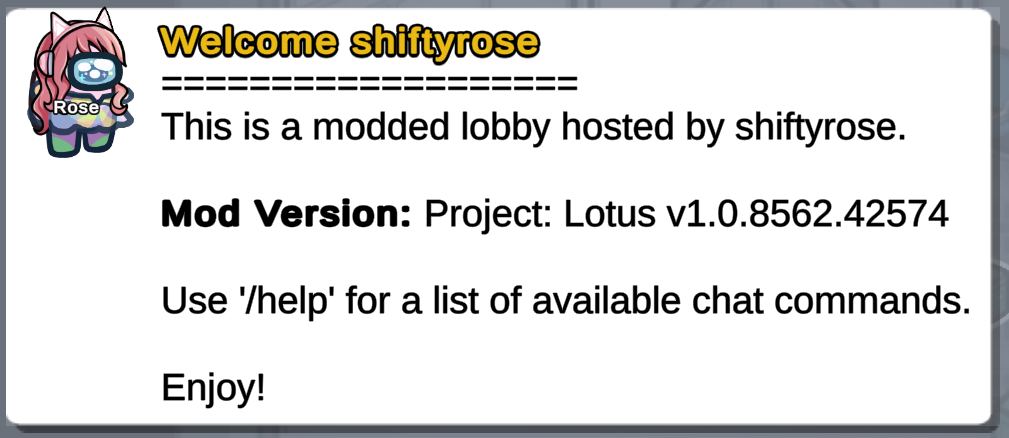 Welcome shiftyrose
===================
Rose
This is a modded lobby hosted by shiftyrose.
Mod Version: Project: Lotus v1.0.8562.42574
Use '/help' for a list of available chat commands.
Enjoy!